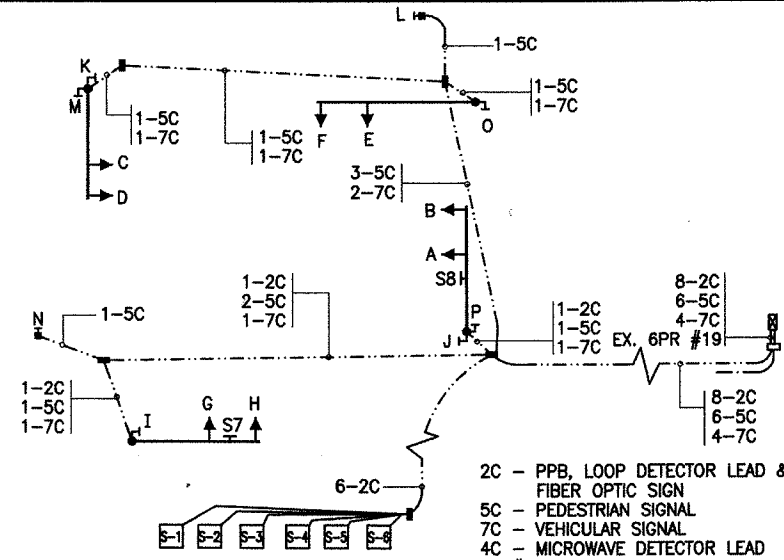 L
1-5C
K
M
1-5C
1-7C
1-5C
1-7C
1-5C
1-7C
F
E
O
C
D
3-5C
2-7C
B
A
S8
P
J
1-2C
1-5C
1-7C
1-2C
2-5C
1-7C
N
1-5C
8-2C
6-5C
4-7C
EX. 6PR #19
1-2C
1-5C
1-7C
I
G
S7
H
8-2C
6-5C
4-7C
6-2C
S-1
S-2
S-3
S-4
S-5
S-6
2C - PPB, LOOP DETECTOR LEAD &
FIBER OPTIC SIGN
5C - PEDESTRIAN SIGNAL
7C - VEHICULAR SIGNAL
4C - MICROWAVE DETECTOR LEAD